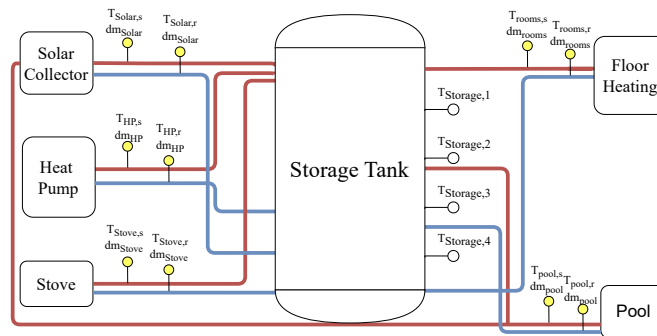 T_Solar,s
dm_Solar
T_Solar,r
dm_Solar
T_rooms,s
dm_rooms
T_rooms,r
dm_rooms
Solar
Collector
Floor
Heating
T_Storage,1
T_HP,s
dm_HP
T_HP,r
dm_HP
T_Storage,2
Heat
Pump
Storage Tank
T_Storage,3
T_Stove,s
dm_Stove
T_Stove,r
dm_Stove
T_Storage,4
Stove
T_pool,s
dm_pool
T_pool,r
dm_pool
Pool